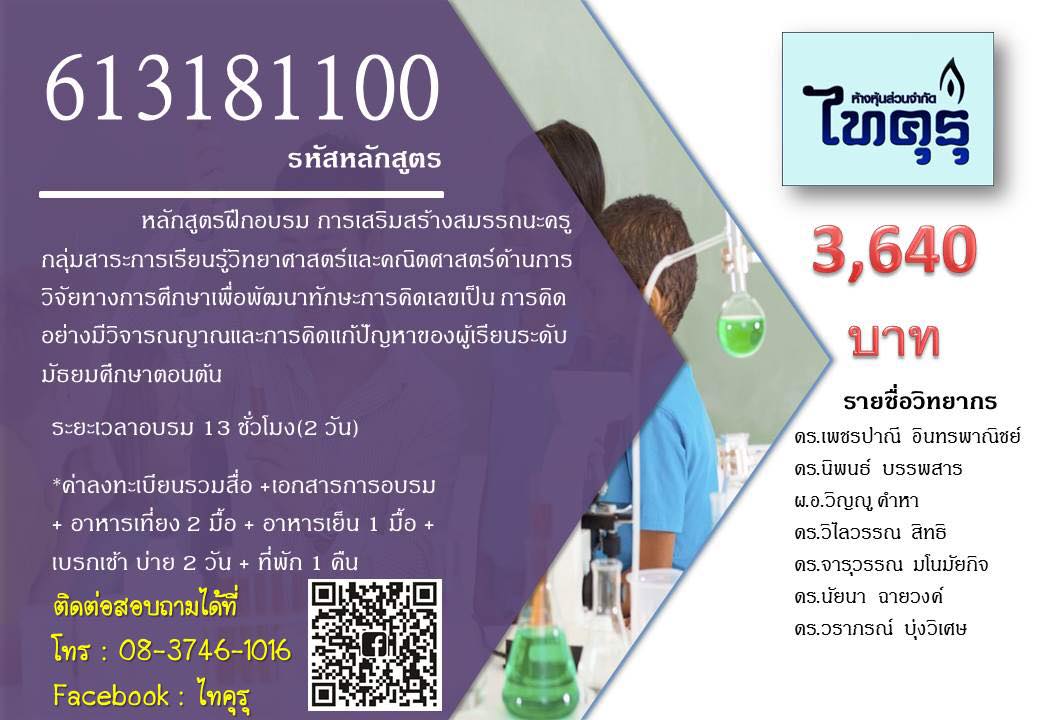 613181100
รหัสหลักสูตร
หลักสูตรฝึกอบรม การเสริมสร้างสมรรถนะครู
กลุ่มสาระการเรียนรู้วิทยาศาสตร์และคณิตศาสตร์ด้านการ
วิจัยทางการศึกษาเพื่อพัฒนาทักษะการคิดเลขเป็น การคิด
อย่างมีวิจารณญาณและการคิดแก้ปัญหาของผู้เรียนระดับ
มัธยมศึกษาตอนต้น
ระยะเวลาอบรม 13 ชั่วโมง(2 วัน)
*ค่าลงทะเบียนรวมสื่อ +เอกสารการอบรม
+ อาหารเที่ยง 2 มื้อ + อาหารเย็น 1 มื้อ +
เบรกเช้า บ่าย 2 วัน + ที่พัก 1 คืน
ติดต่อสอบถามได้ที่
โทร : 08-3746-1016
Facebook : ไทคุรุ
ห้างหุ้นส่วนจำกัด
ไทคุรุ
3,640
บาท
รายชื่อวิทยากร
ดร.เพชรปาณี อินทรพาณิชย์
ดร.นิพนธ์ บรรพสาร
ผ.อ.วิญญู คำหา
ดร.วิไลวรรณ สิทธิ
ดร.จารุวรรณ มโนมัยกิจ
ดร.นัยนา ฉายวงค์
ดร.วราภรณ์ บุ่งวิเศษ